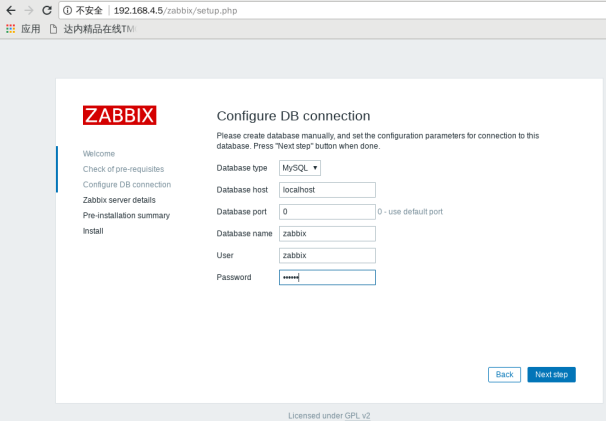 不安全 | 192.168.4.5/zabbix/setup.php
应用 达内精品在线TM
ZABBIX
Welcome
Check of pre-requisites
Configure DB connection
Zabbix server details
Pre-installation summary
Install
Configure DB connection
Please create database manually, and set the configuration parameters for connection to this
database. Press "Next step" button when done.
Database type MySQL
Database host localhost
Database port 0 0 - use default port
Database name zabbix
User zabbix
Password ••••••
Back Next step
Licensed under GPL v2